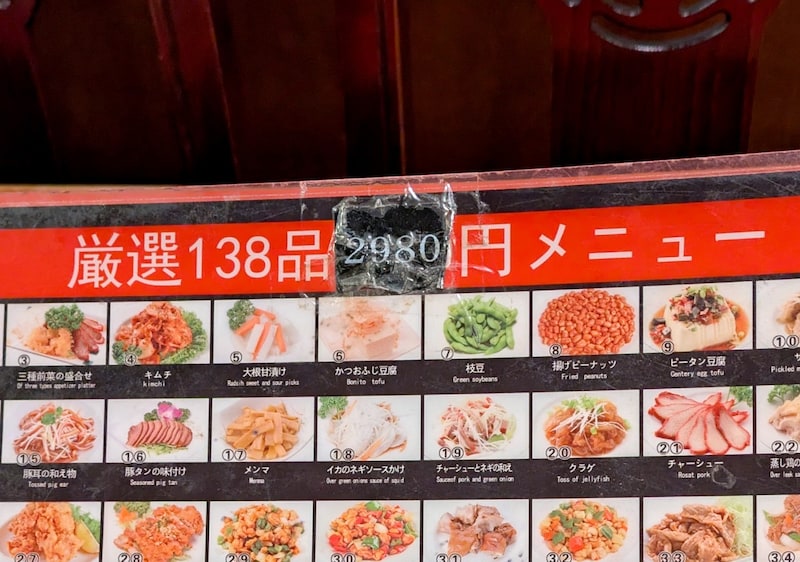 厳選138品 2980 円メニュー
③ ④ ⑤ ⑥ ⑦ ⑧ ⑨ ⑩
三種前菜の盛合せ キムチ 大根甘漬け かつおふじ豆腐 枝豆 揚げピーナッツ ピータン豆腐
Of three types appetizer platter kimchi Radsih sweet and sour picks Bonito tofu Green soybeans Fried peanuts Centery egg tofu Pickled
⑮ ⑯ ⑰ ⑱ ⑲ ⑳ ㉑ ㉒
豚耳の和え物 豚タンの味付け メンマ イカのネギソースかけ チャーシューとネギの和え クラゲ チャーシュー 蒸し鶏の
Tossed pig ear Seasoned pig tan Menma Over green onions sauce of squid Sauceof pork and green onion Toss of jellyfish Rosat pork Over leek
㉗ ㉘ ㉙ ㉚ ㉛ ㉜ ㉝ ㉞